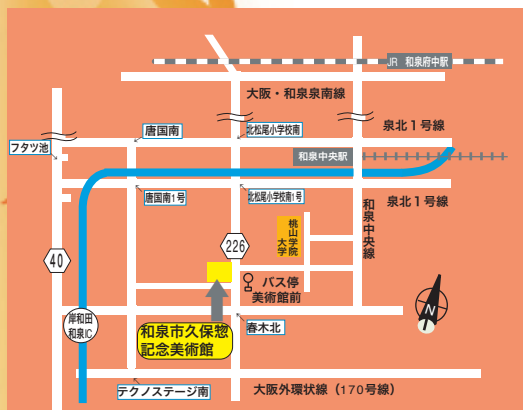 JR 和泉府中駅
大阪・和泉泉南線
唐国南
北松尾小学校南
泉北1号線
フタツ池
和泉中央駅
唐国南1号
北松尾小学校南1号
泉北1号線
桃山学院大学
和泉中央線
226
40
バス停
美術館前
N
岸和田
和泉IC
和泉市久保惣
記念美術館
春木北
テクノステージ南
大阪外環状線（170号線）